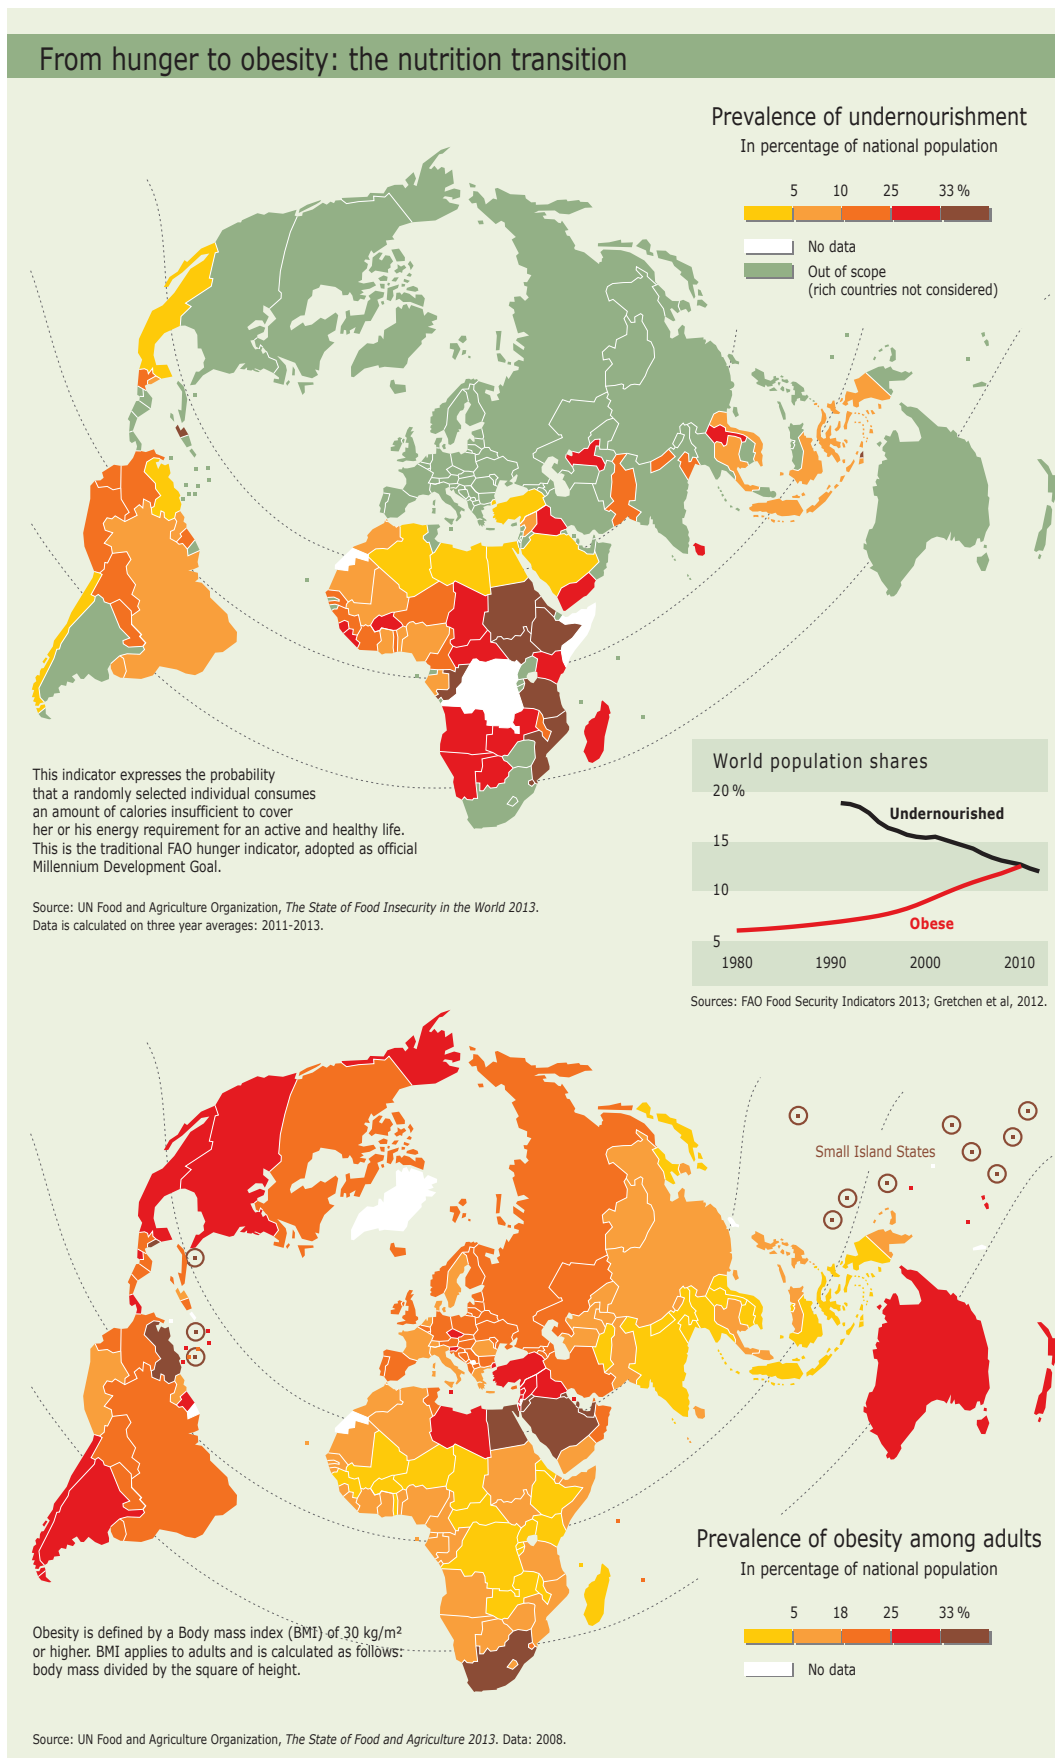 From hunger to obesity: the nutrition transition
Prevalence of undernourishment
In percentage of national population
5 10 25 33 %
No data
Out of scope
(rich countries not considered)
This indicator expresses the probability
that a randomly selected individual consumes
an amount of calories insufficient to cover
her or his energy requirement for an active and healthy life.
This is the traditional FAO hunger indicator, adopted as official
Millennium Development Goal.
Source: UN Food and Agriculture Organization, The State of Food Insecurity in the World 2013.
Data is calculated on three year averages: 2011-2013.
World population shares
20 %
Undernourished
15
10
Obese
5
1980 1990 2000 2010
Sources: FAO Food Security Indicators 2013; Gretchen et al, 2012.
Small Island States
Prevalence of obesity among adults
In percentage of national population
5 18 25 33 %
No data
Obesity is defined by a Body mass index (BMI) of 30 kg/m²
or higher. BMI applies to adults and is calculated as follows:
body mass divided by the square of height.
Source: UN Food and Agriculture Organization, The State of Food and Agriculture 2013. Data: 2008.